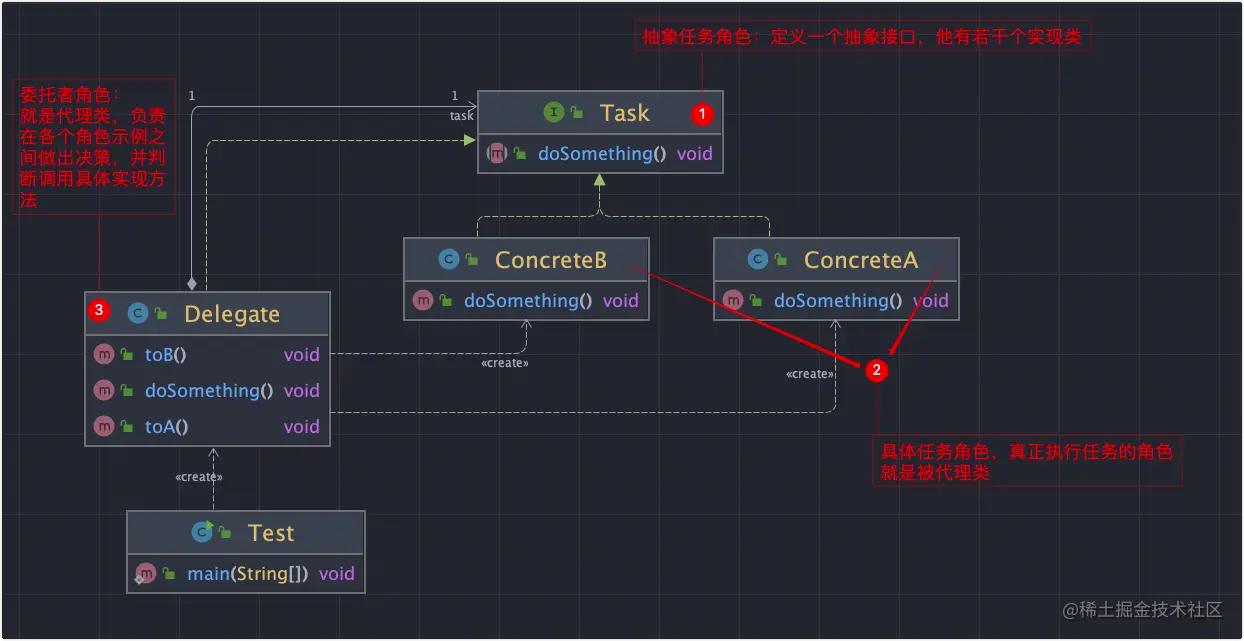 抽象任务角色：定义一个抽象接口，他有若干个实现类
委托者角色：
就是代理类，负责
在各个角色示例之
间做出决策，并判
断调用具体实现方
法
1
1
task
I Task 1
m doSomething() void
C ConcreteB
m doSomething() void
C ConcreteA
m doSomething() void
3 C Delegate
m toB() void
m doSomething() void
m toA() void
«create»
«create»
2
具体任务角色，真正执行任务的角色
就是被代理类
«create»
C Test
m main(String[]) void
@稀土掘金技术社区